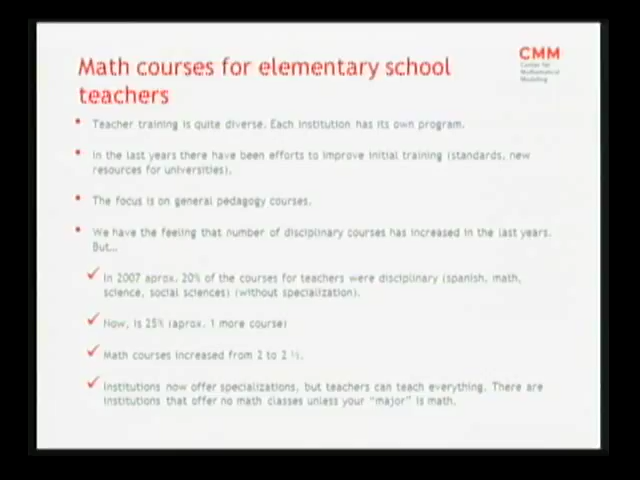 Math courses for elementary school
teachers
CMM
Center for
Mathematical
Modeling
• Teacher training is quite diverse. Each institution has its own program.
• In the last years there have been efforts to improve initial training (standards, new
resources for universities).
• The focus is on general pedagogy courses.
• We have the feeling that number of disciplinary courses has increased in the last years.
But...
✓ In 2007 aprox. 20% of the courses for teachers were disciplinary (spanish, math,
science, social sciences) (without specialization).
✓ Now, is 25% (aprox. 1 more course)
✓ Math courses increased from 2 to 2 ½.
✓ Institutions now offer specializations, but teachers can teach everything. There are
institutions that offer no math classes unless your "major" is math.